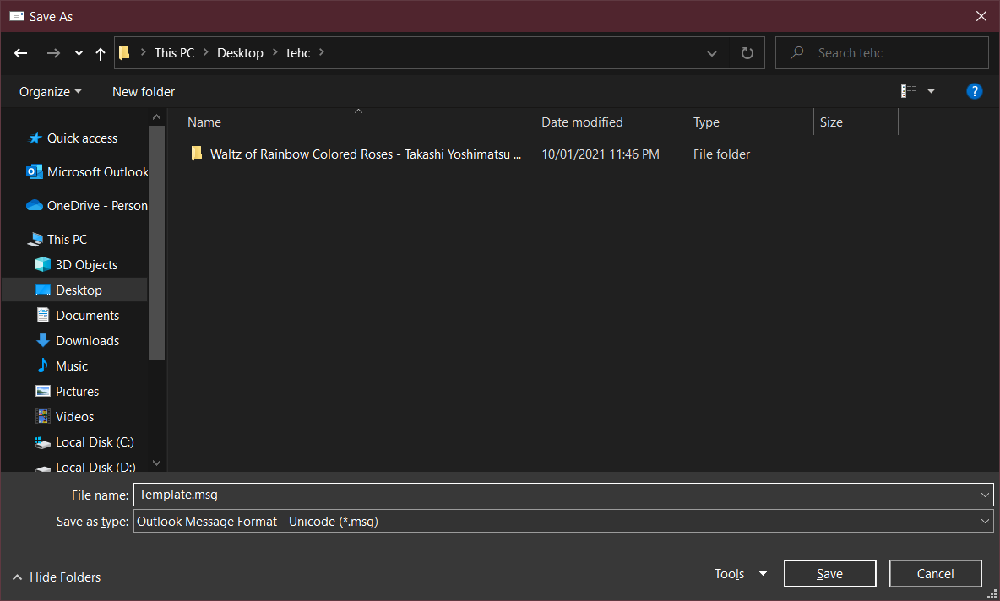 Save As
This PC > Desktop > tehc >
Search tehc
Organize
New folder
?
Name
Date modified
Type
Size
Waltz of Rainbow Colored Roses - Takashi Yoshimatsu ...
10/01/2021 11:46 PM
File folder
Quick access
Microsoft Outlook
OneDrive - Person
This PC
3D Objects
Desktop
Documents
Downloads
Music
Pictures
Videos
Local Disk (C:)
Local Disk (D:)
File name: Template.msg
Save as type: Outlook Message Format - Unicode (*.msg)
Hide Folders
Tools
Save
Cancel